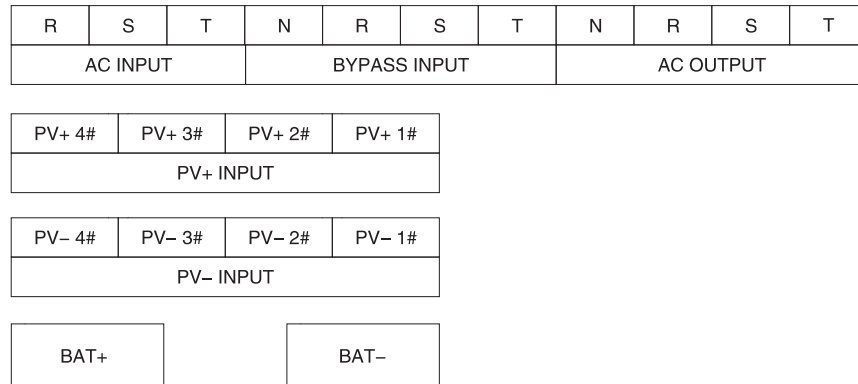 R S T N R S T N R S T
AC INPUT BYPASS INPUT AC OUTPUT
PV+ 4# PV+ 3# PV+ 2# PV+ 1#
PV+ INPUT
PV– 4# PV– 3# PV– 2# PV– 1#
PV– INPUT
BAT+ BAT–